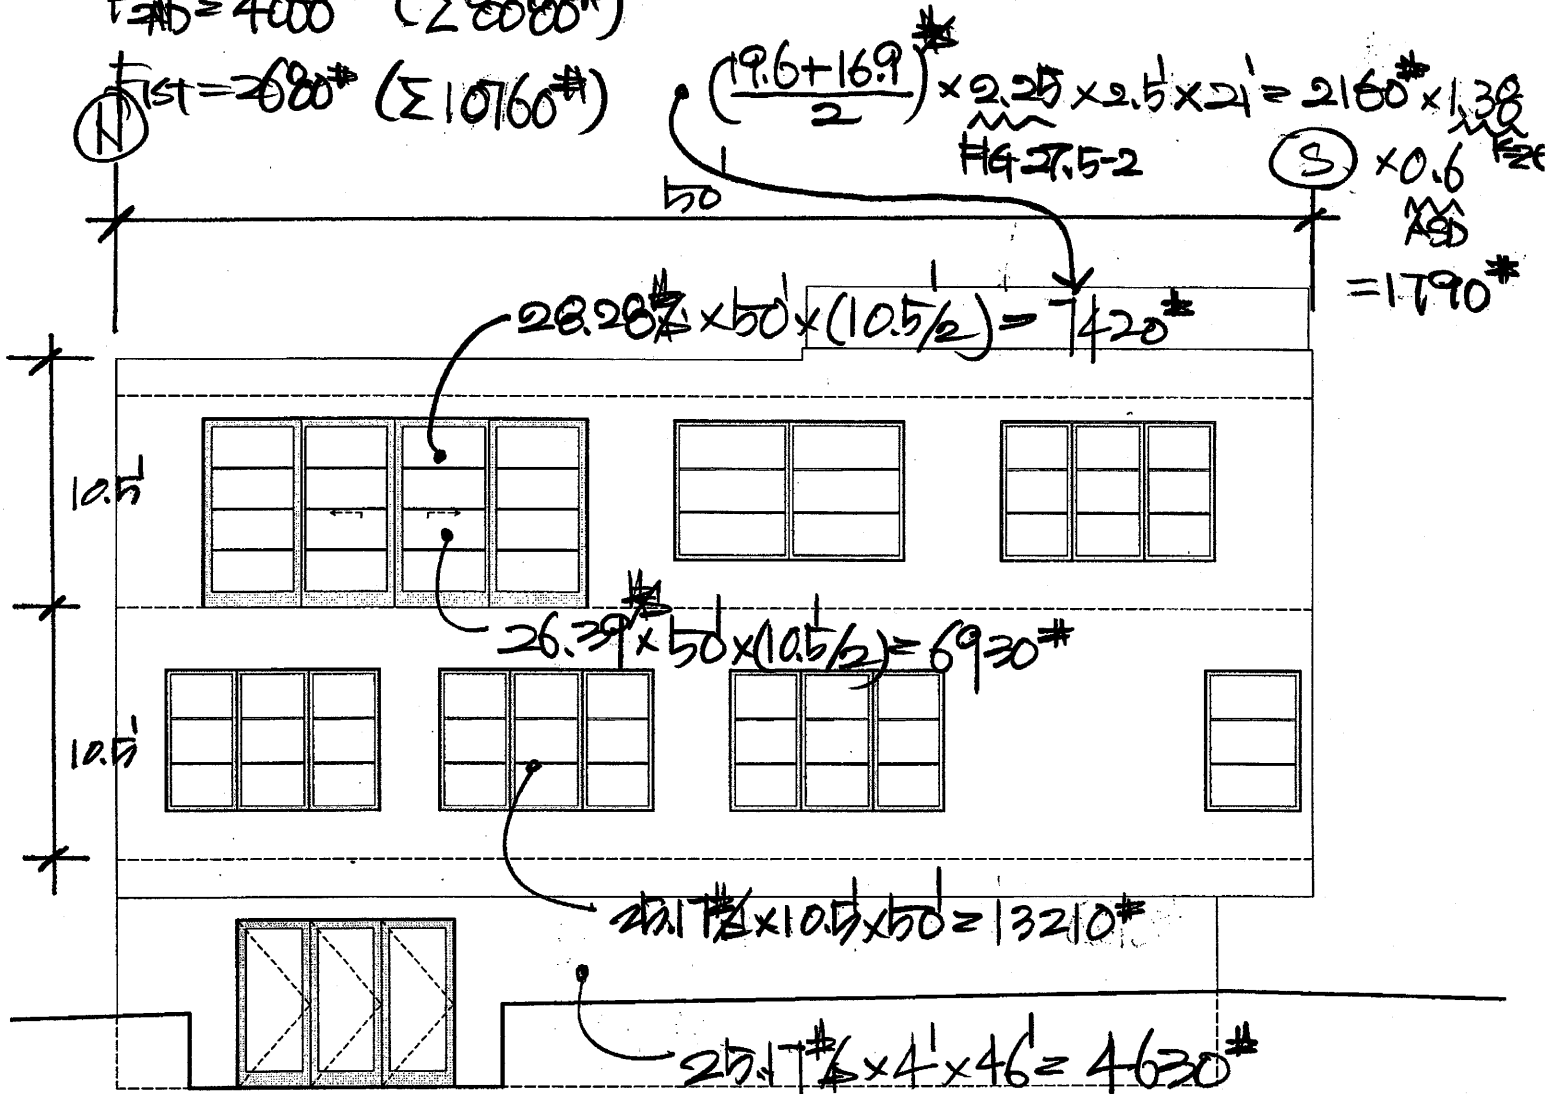 = 4000 (Σ 8080#)
1ST = 2680# (Σ 10760#)
N
(19.6+16.9 / 2)# × 2.25 × 2.5' × 21' = 2160# × 1.38
FIG 27.5-2
S
× 0.6
ASD
= 1790#
50'
28.28#/ × 50' × (10.5'/2) = 7420#
10.5'
26.39#/ × 50' × (10.5'/2) = 6930#
10.5'
25.17#/ × 10.5' × 50' = 13210#
25.17#/ × 4' × 46' = 4630#